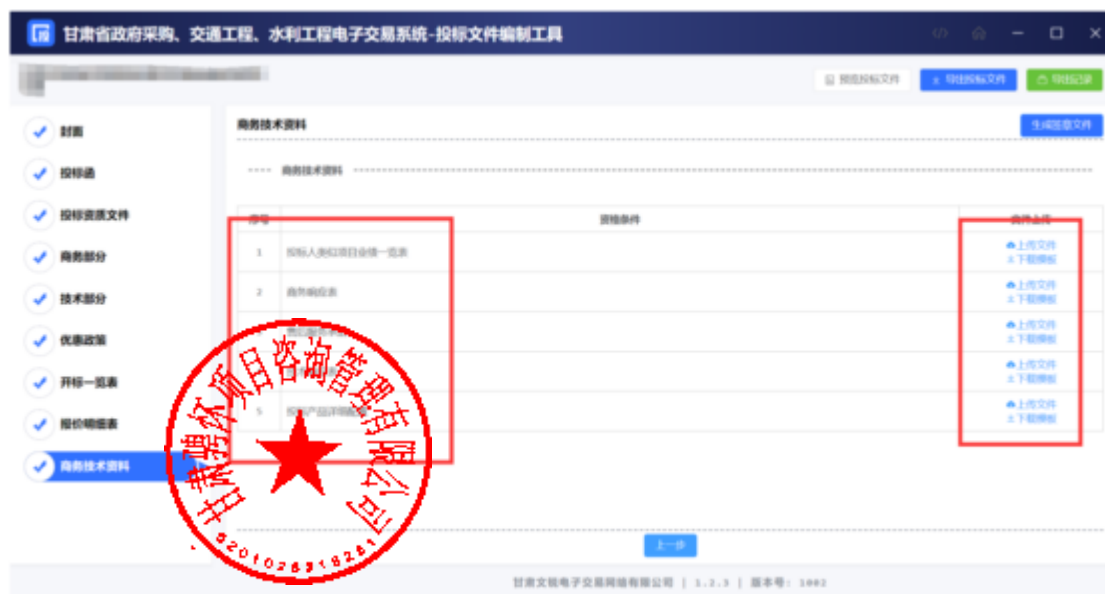 甘肃省政府采购、交通工程、水利工程电子交易系统-投标文件编制工具
预览投标文件
导出投标文件
导出记录
封面
投标函
投标资质文件
商务部分
技术部分
优惠政策
开标一览表
报价明细表
商务技术资料
商务技术资料
生成签章文件
商务技术资料
序号
资格条件
文件上传
1
投标人类似项目业绩一览表
上传文件
下载模板
2
商务响应表
上传文件
下载模板
上传文件
下载模板
上传文件
下载模板
5
上传文件
下载模板
项目咨询管理有限公司
上一步
甘肃文锐电子交易网络有限公司 | 1.2.3 | 版本号: 1002